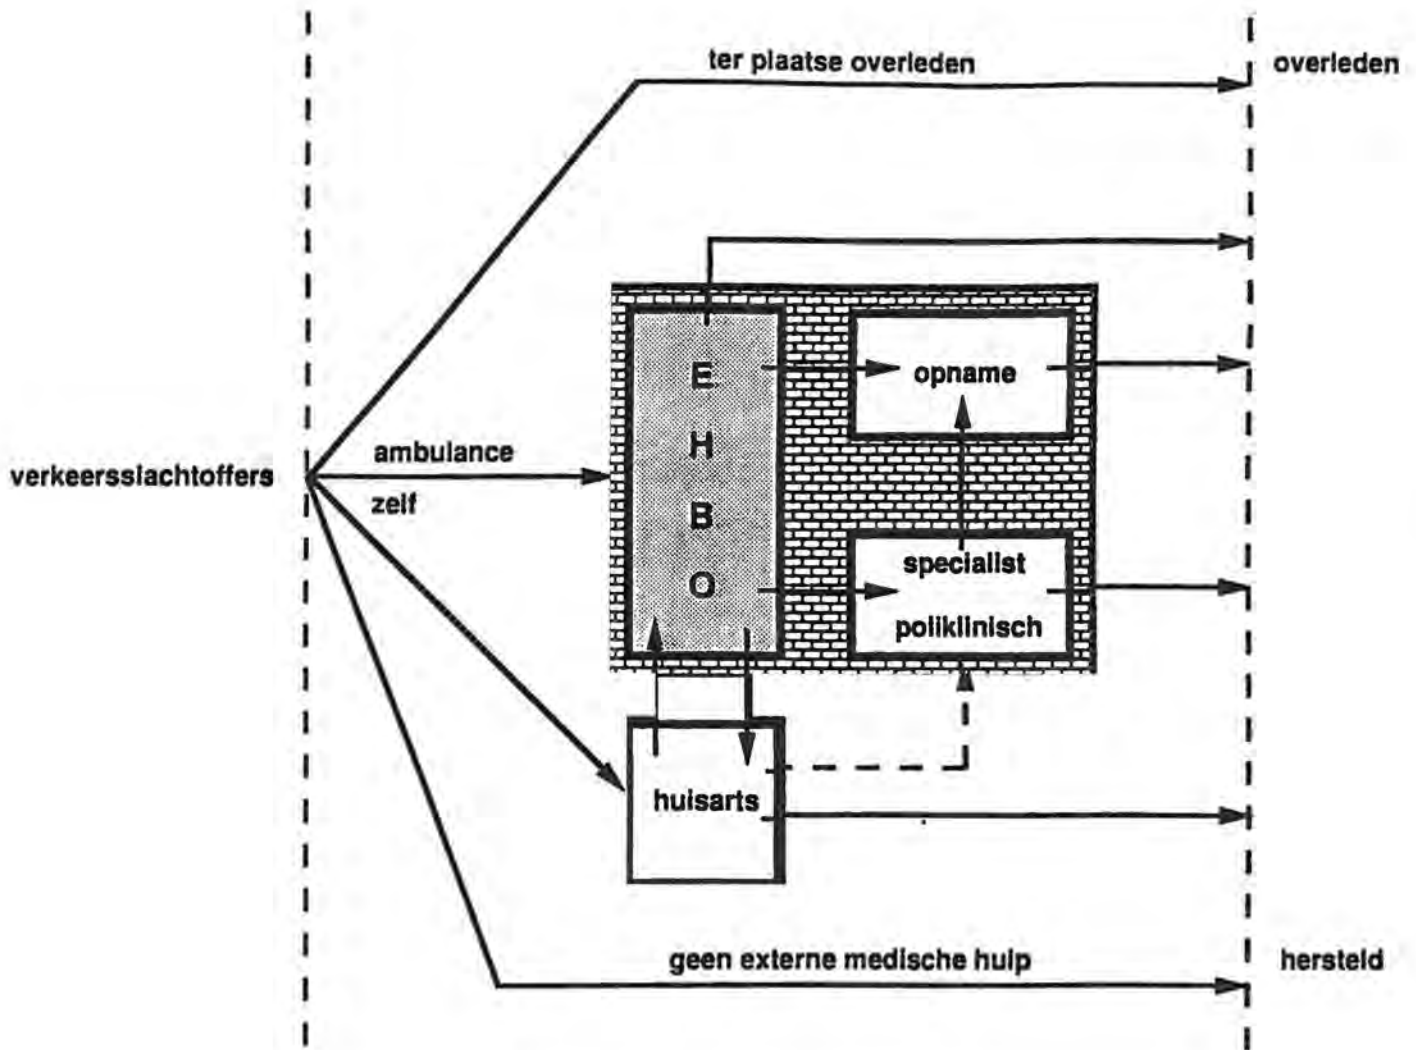 ter plaatse overleden
overleden
E
H
B
O
opname
ambulance
verkeersslachtoffers
zelf
specialist
poliklinisch
huisarts
geen externe medische hulp
hersteld